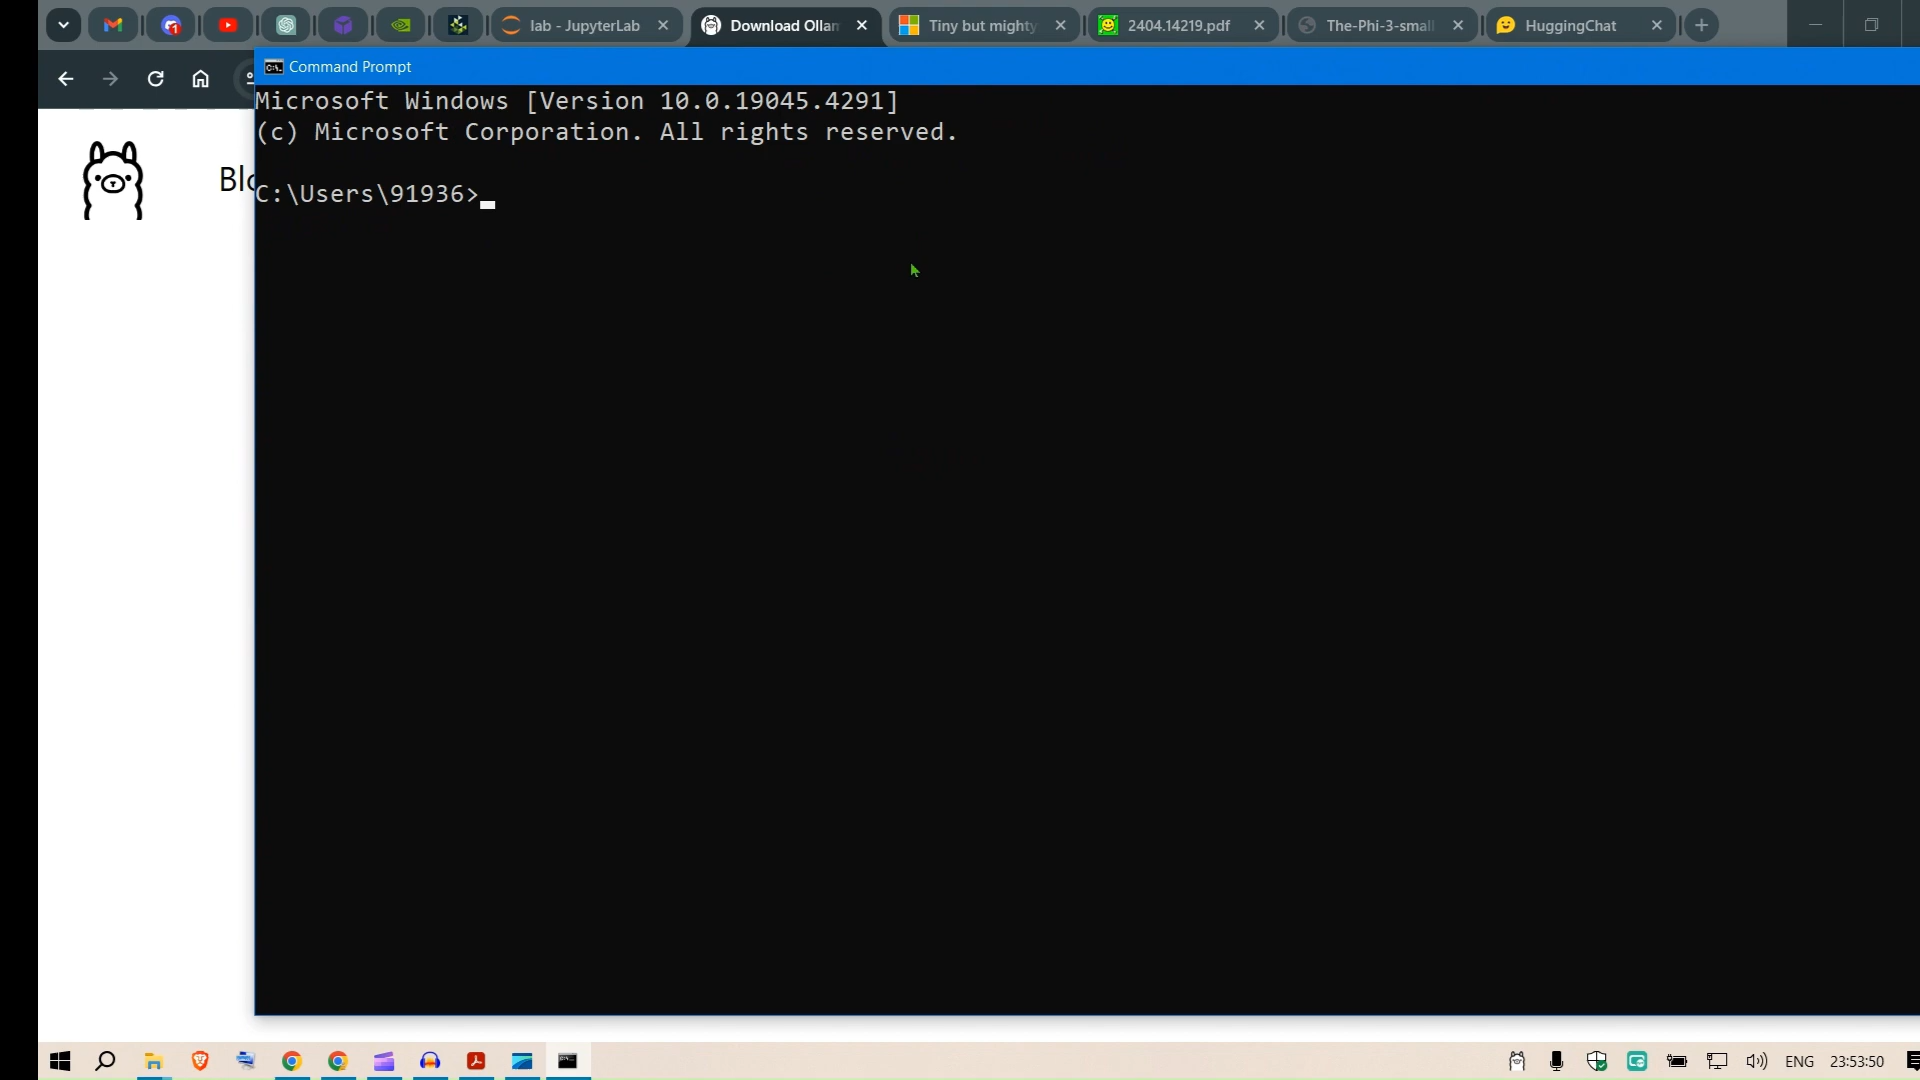 lab - JupyterLab
Download Ollam
Tiny but mighty
2404.14219.pdf
The-Phi-3-small
HuggingChat
Command Prompt
Microsoft Windows [Version 10.0.19045.4291]
(c) Microsoft Corporation. All rights reserved.
Blo
C:\Users\91936>
ENG
23:53:50